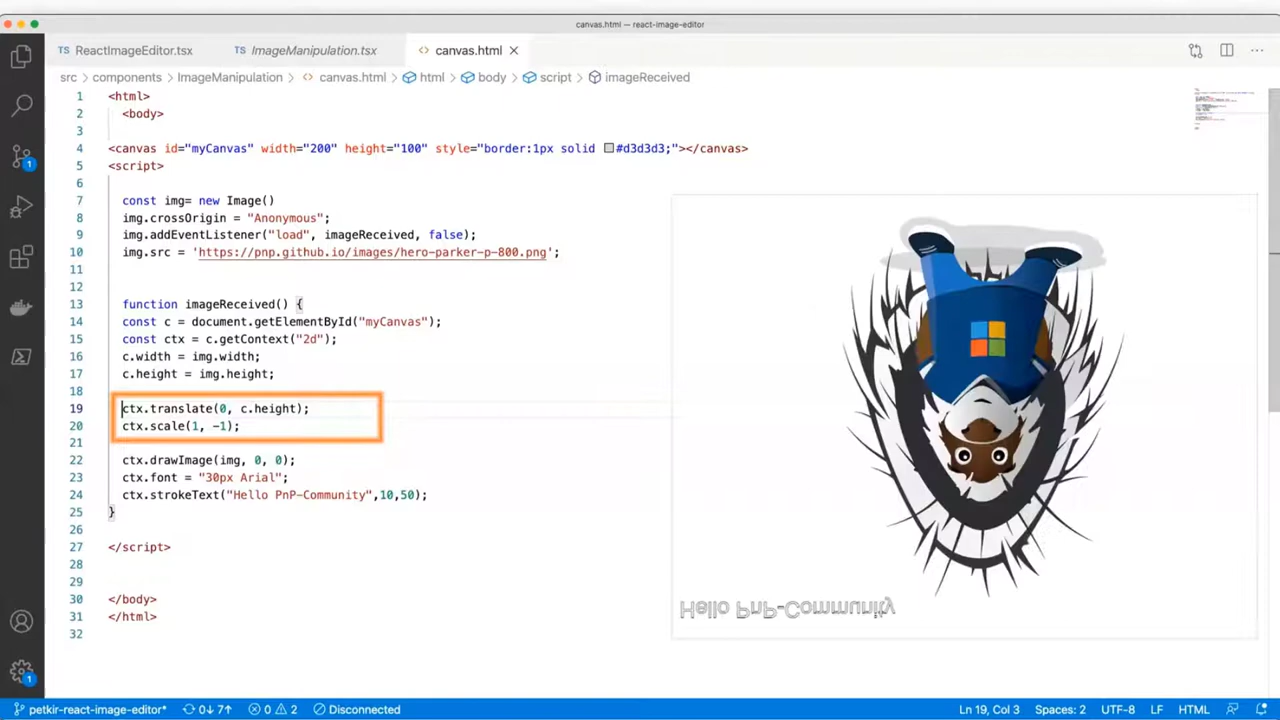 canvas.html — react-image-editor
TS ReactImageEditor.tsx TS ImageManipulation.tsx <> canvas.html
src > components > ImageManipulation > <> canvas.html > html > body > script > imageReceived
1 <html>
2 <body>
3
4 <canvas id="myCanvas" width="200" height="100" style="border:1px solid #d3d3d3;"></canvas>
5 <script>
6
7 const img= new Image()
8 img.crossOrigin = "Anonymous";
9 img.addEventListener("load", imageReceived, false);
10 img.src = 'https://pnp.github.io/images/hero-parker-p-800.png';
11
12
13 function imageReceived() {
14 const c = document.getElementById("myCanvas");
15 const ctx = c.getContext("2d");
16 c.width = img.width;
17 c.height = img.height;
18
19 ctx.translate(0, c.height);
20 ctx.scale(1, -1);
21
22 ctx.drawImage(img, 0, 0);
23 ctx.font = "30px Arial";
24 ctx.strokeText("Hello PnP-Community",10,50);
25 }
26
27 </script>
28
29
30 </body>
31 </html>
32
Hello PnP-Community
1
1
petkir-react-image-editor* 0↓ 7↑ 0 2 Disconnected Ln 19, Col 3 Spaces: 2 UTF-8 LF HTML